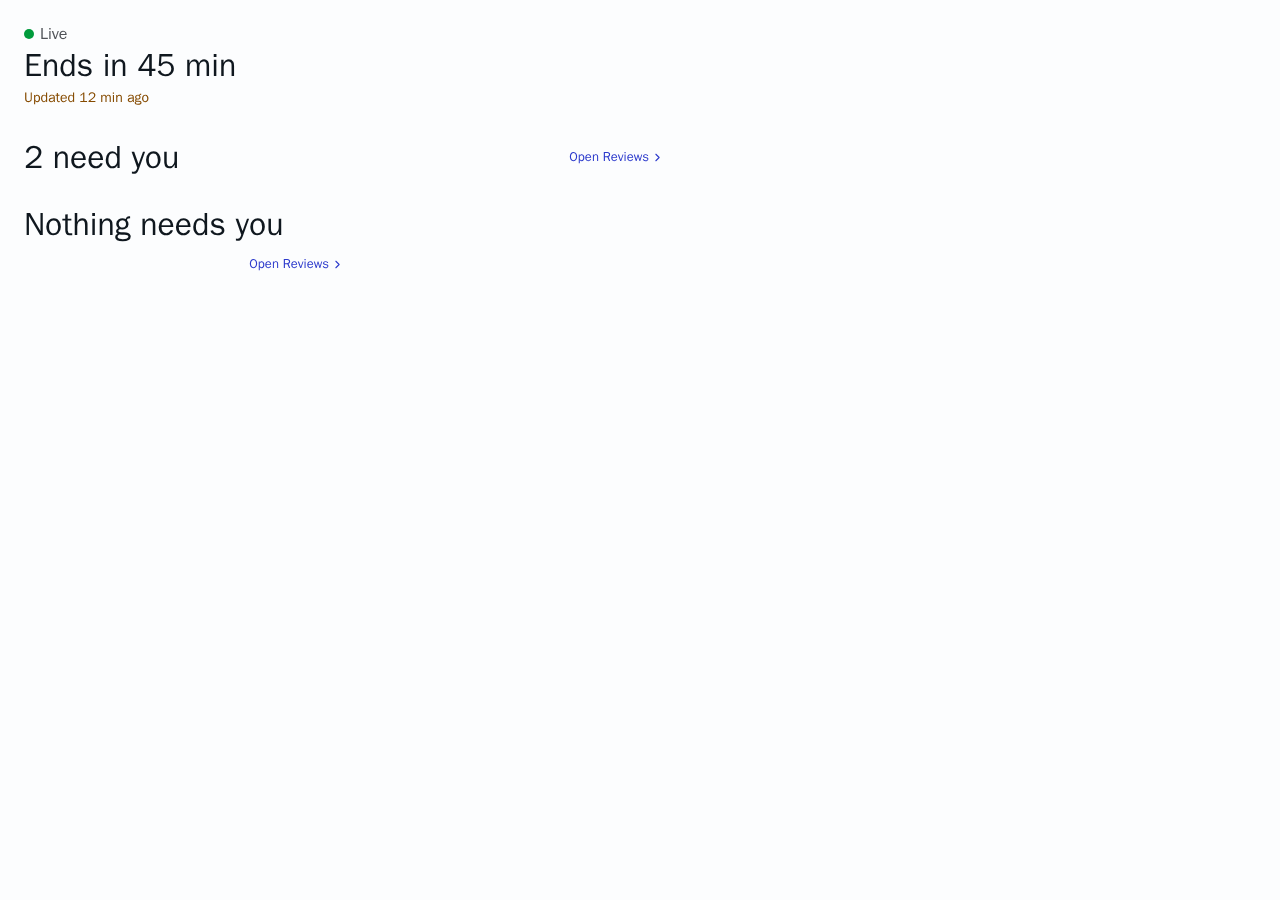 Live
Ends in 45 min
Updated 12 min ago
2 need you
Open Reviews
Nothing needs you
Open Reviews